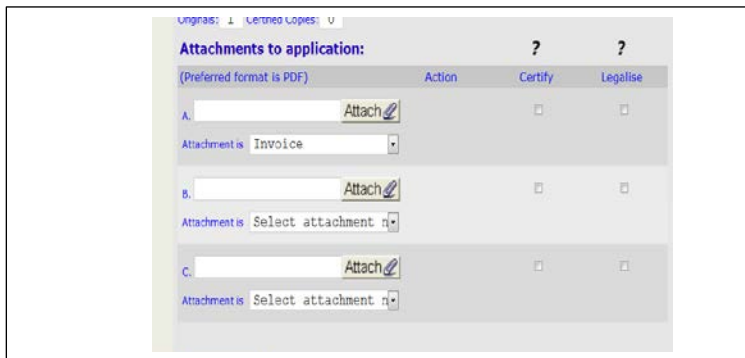 Originals: 1 Certified Copies: 0
Attachments to application: ? ?
(Preferred format is PDF) Action Certify Legalise
A. Attach
Attachment is Invoice
B. Attach
Attachment is Select attachment n
C. Attach
Attachment is Select attachment n